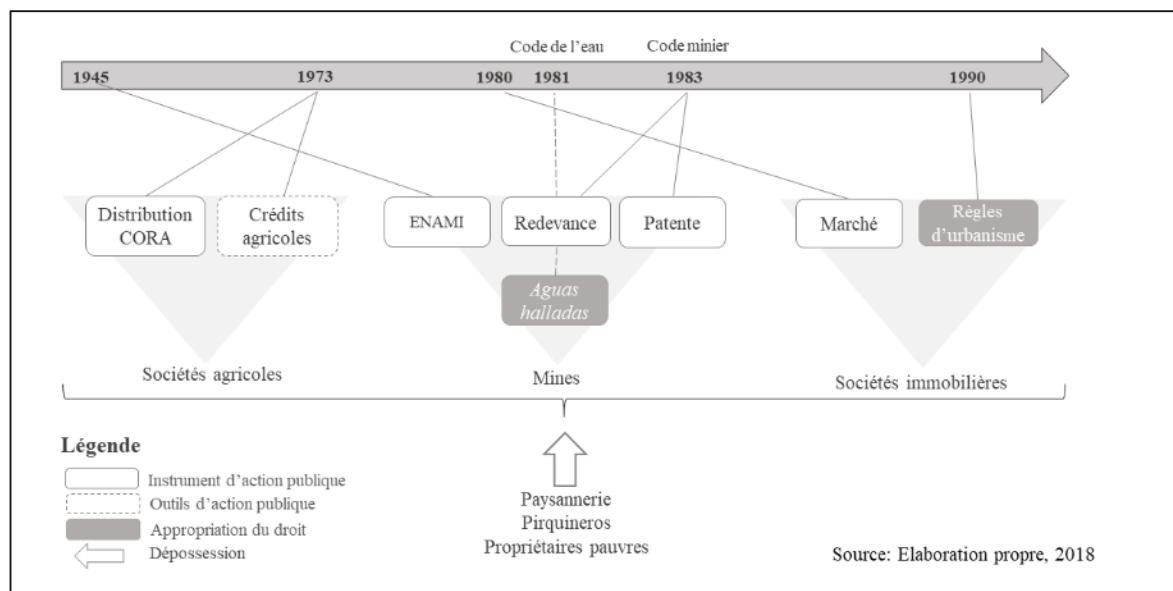 Code de l'eau
Code minier
1945
1973
1980
1981
1983
1990
Distribution
CORA
Crédits
agricoles
ENAMI
Redevance
Patente
Marché
Règles
d'urbanisme
Aguas
halladas
Sociétés agricoles
Mines
Sociétés immobilières
Légende
Instrument d'action publique
Outils d'action publique
Appropriation du droit
Dépossession
Paysannerie
Pirquineros
Propriétaires pauvres
Source: Elaboration propre, 2018